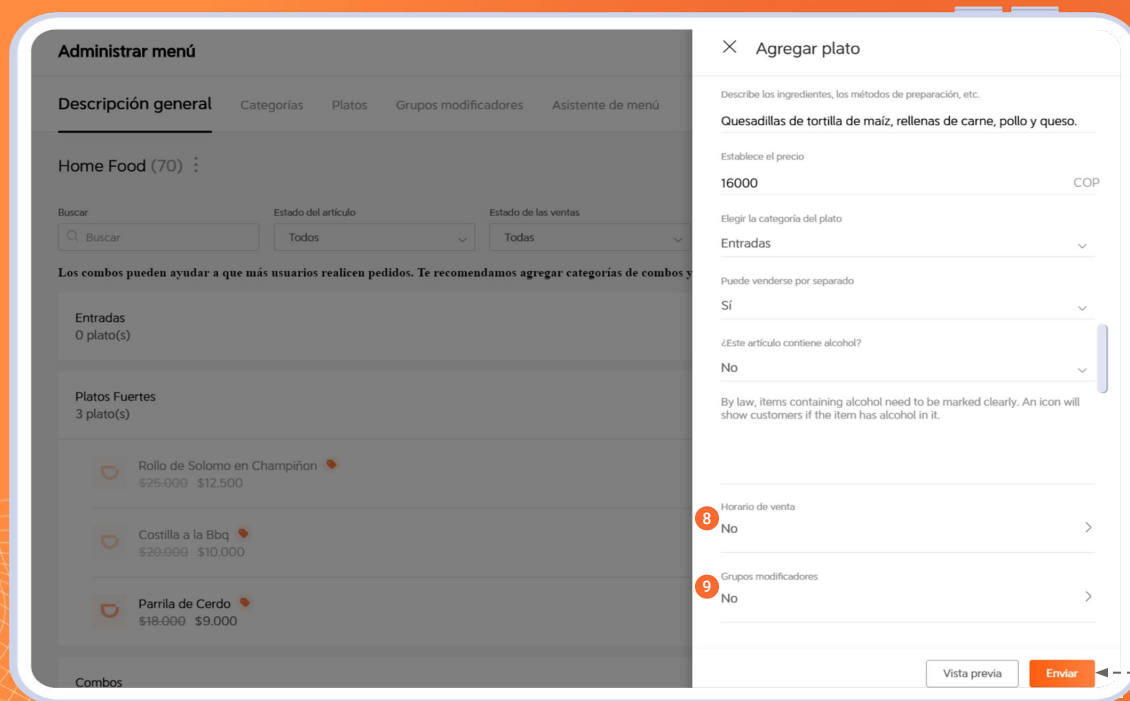 Administrar menú
Descripción general Categorías Platos Grupos modificadores Asistente de menú
Home Food (70)
Buscar Estado del artículo Estado de las ventas
Buscar Todos Todas
Los combos pueden ayudar a que más usuarios realicen pedidos. Te recomendamos agregar categorías de combos y
Entradas
0 plato(s)
Platos Fuertes
3 plato(s)
Rollo de Solomo en Champiñon
$25.000 $12.500
Costilla a la Bbq
$20.000 $10.000
Parrila de Cerdo
$18.000 $9.000
Combos
Agregar plato
Describe los ingredientes, los métodos de preparación, etc.
Quesadillas de tortilla de maíz, rellenas de carne, pollo y queso.
Establece el precio
16000 COP
Elegir la categoría del plato
Entradas
Puede venderse por separado
Sí
¿Este artículo contiene alcohol?
No
By law, items containing alcohol need to be marked clearly. An icon will
show customers if the item has alcohol in it.
Horario de venta
8 No
Grupos modificadores
9 No
Vista previa Enviar